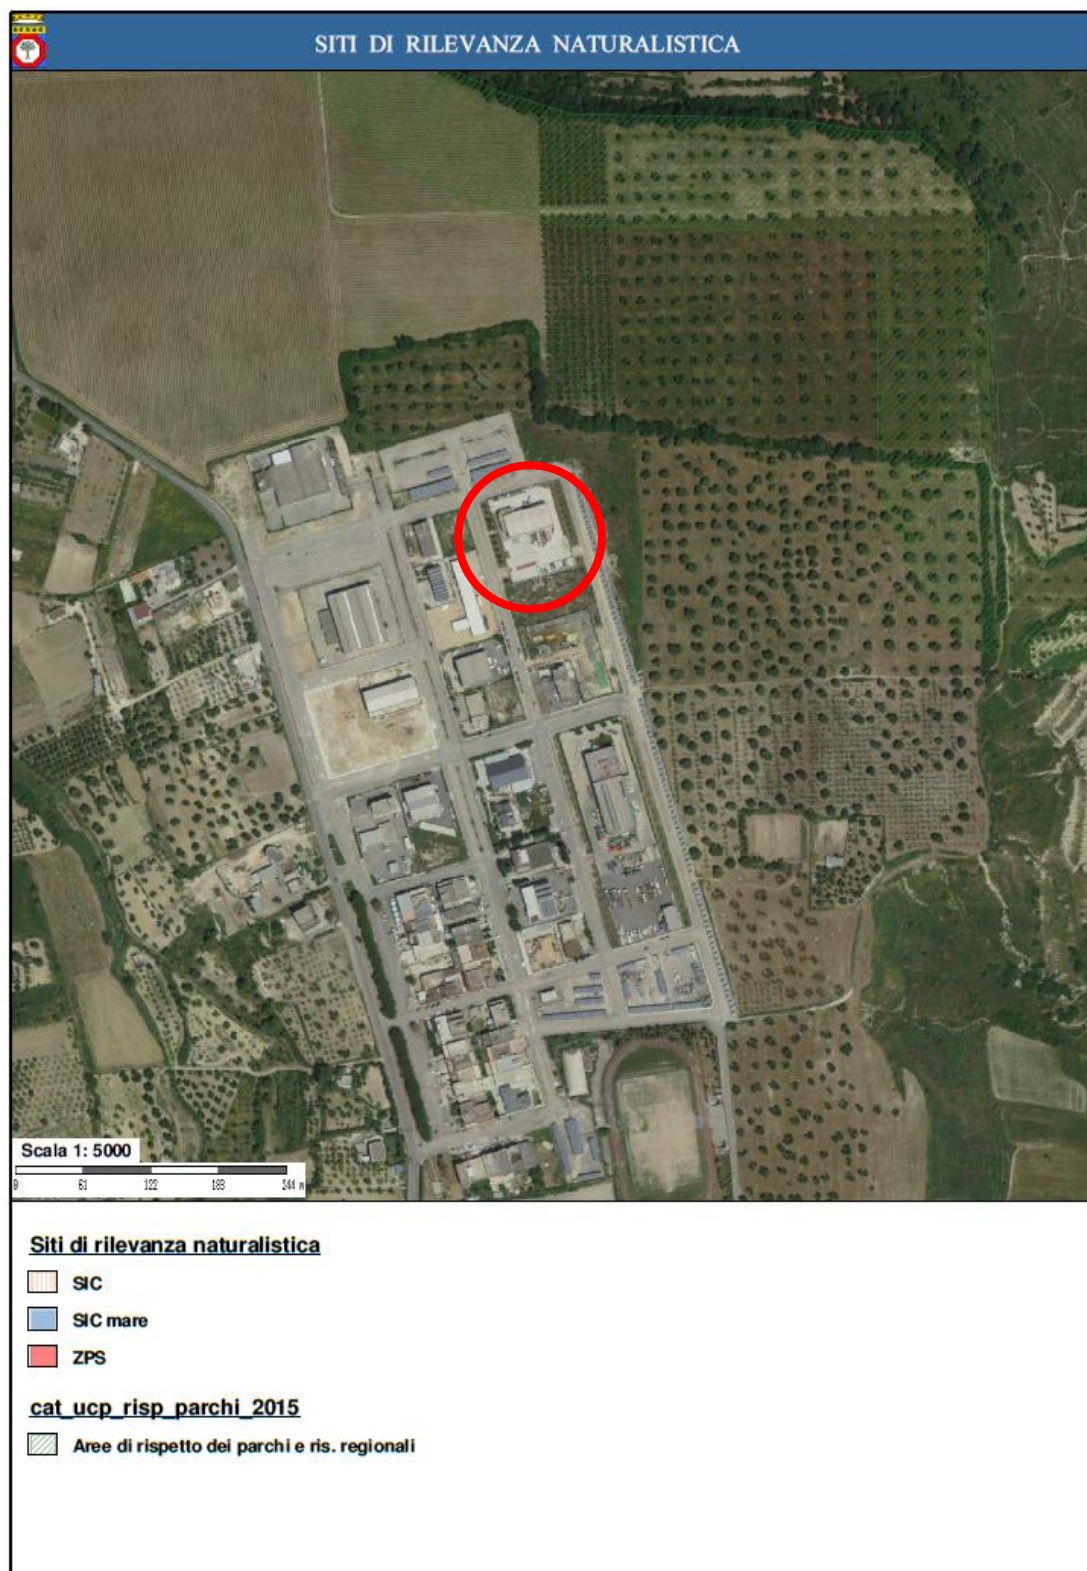 SITI DI RILEVANZA NATURALISTICA
Scala 1: 5000
0 61 122 183 244 m
Siti di rilevanza naturalistica
SIC
SIC mare
ZPS
cat_ucp_risp_parchi_2015
Aree di rispetto dei parchi e ris. regionali